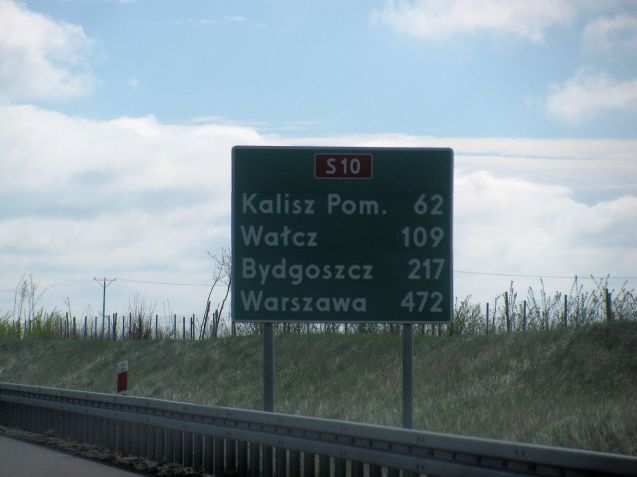 S10
Kalisz Pom. 62
Wałcz 109
Bydgoszcz 217
Warszawa 472